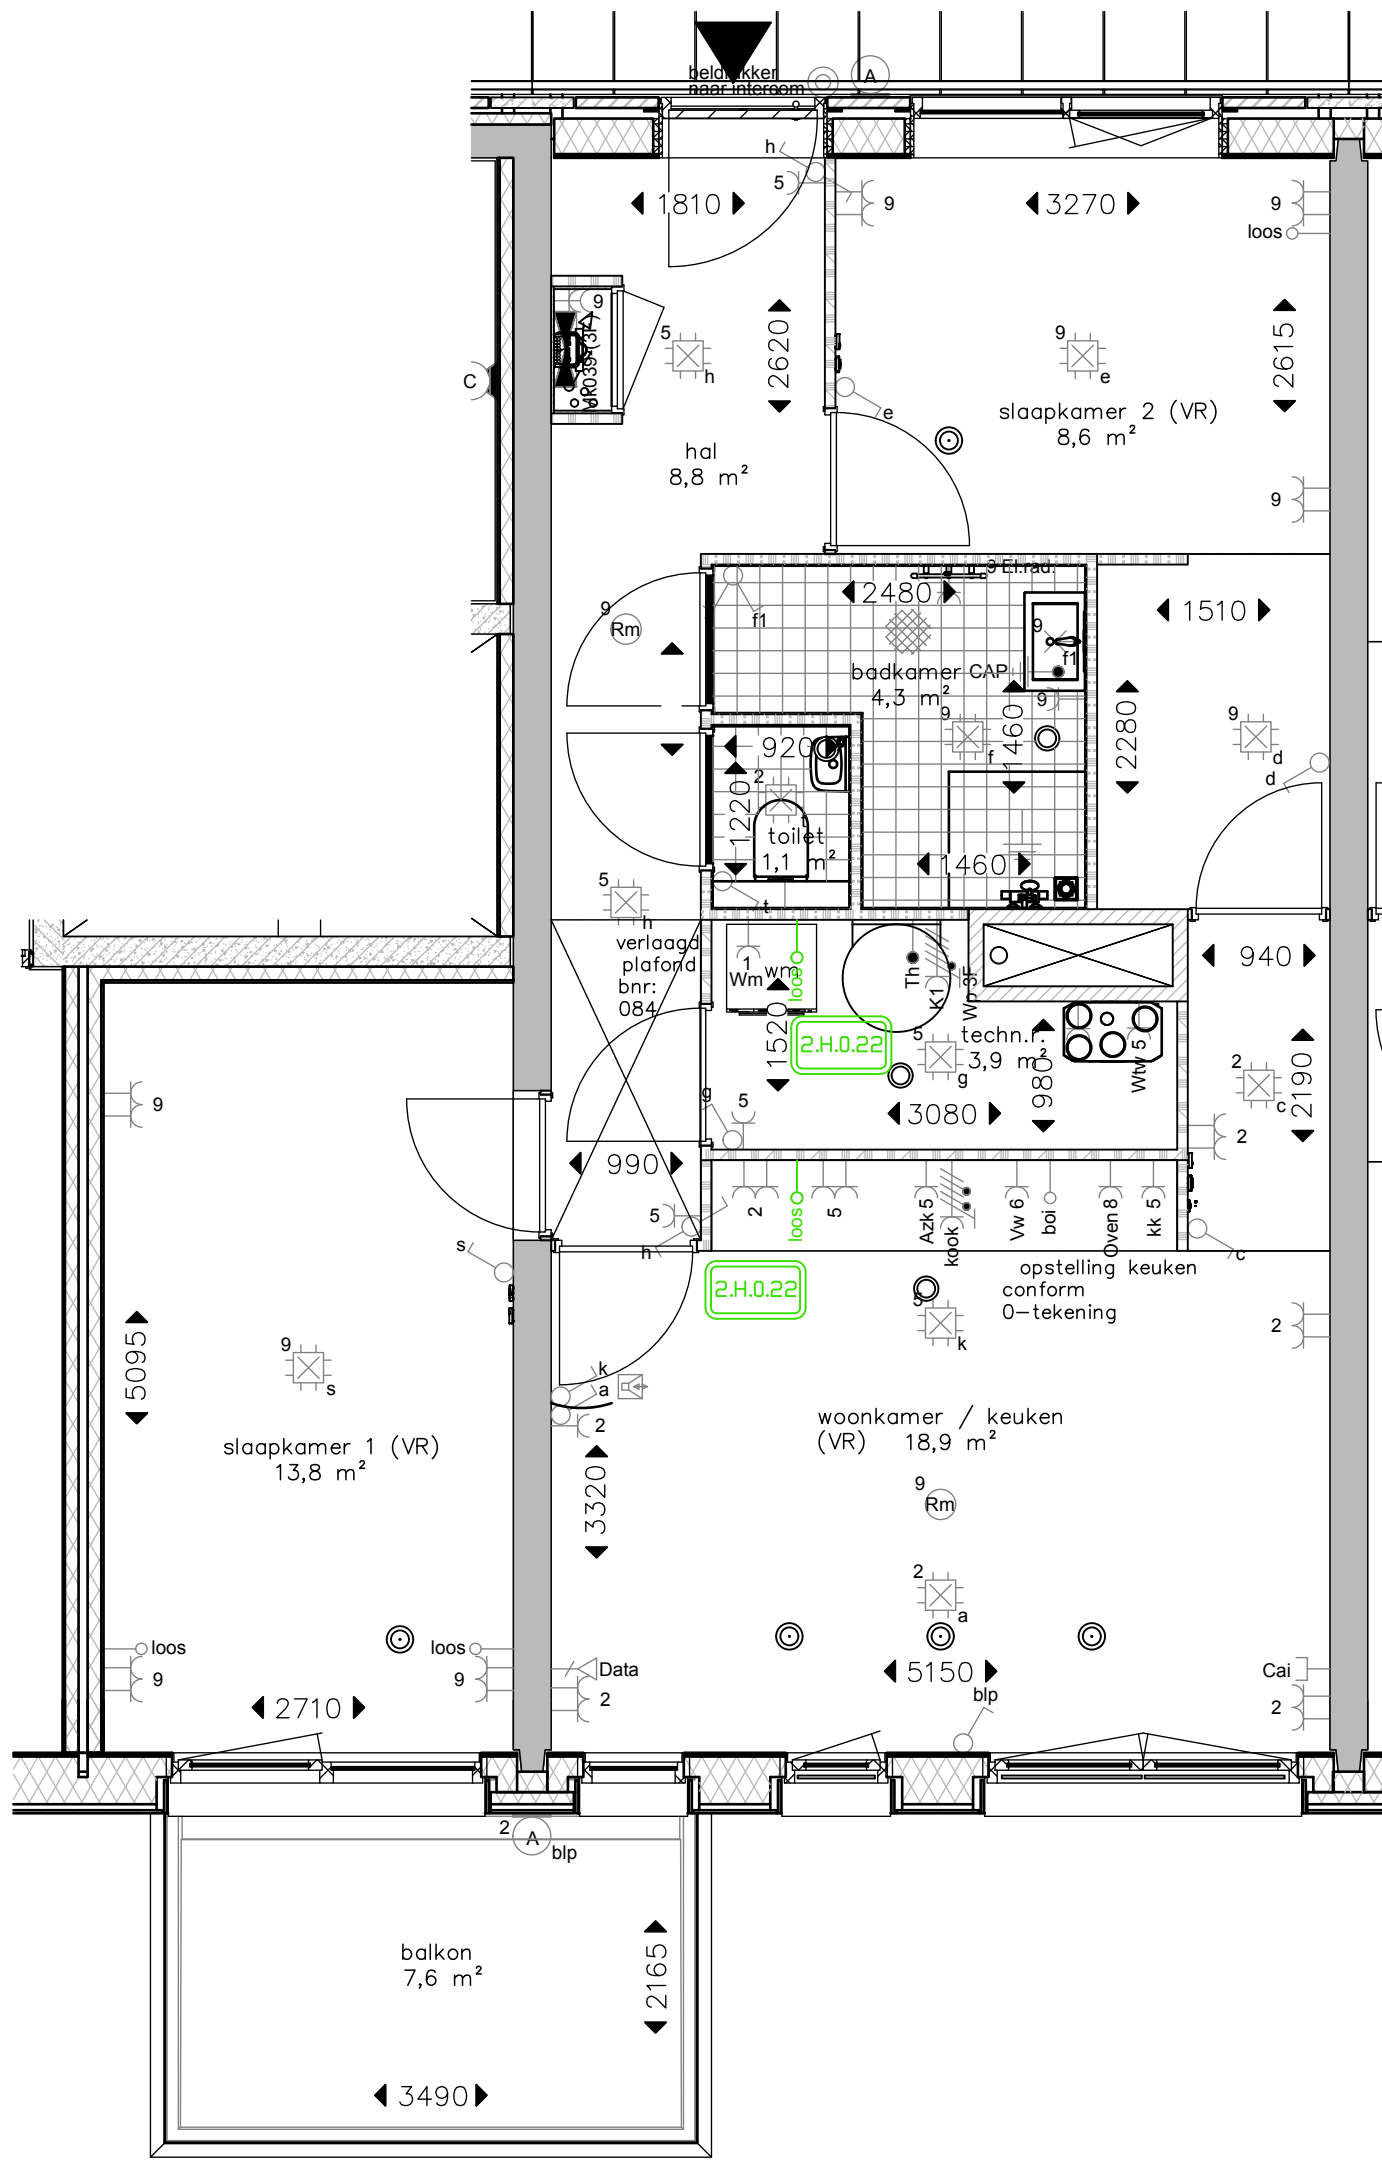 beldrukker
naar intercom
A
h
5
1810
9
3270
9
loos
9
MK039 (3F)
5
h
2620
9
e
2615
C
e
slaapkamer 2 (VR)
8,6 m²
hal
8,8 m²
9
9 El.rad.
2480
9
Rm
f1
1510
9
f1
badkamer CAP
4,3 m²
9
1460
9
f
2280
9
d
d
920
2
1220
t
toilet
1,1 m²
1460
5
h
t
verlaagd
plafond
bnr:
084
1
Wm
wm
loos
Th
K1
Wp 3F
940
1520
2.H.0.22
5
techn.r.
3,9 m²
g
980
Wtw 5
2
c
2190
9
g
5
3080
2
990
5
h
2
loos
5
Azk 5
kook
Vw 6
boi
Oven 8
kk 5
s
c
opstelling keuken
conform
0-tekening
2.H.0.22
5
k
2
5095
9
s
k
a
2
woonkamer / keuken
(VR) 18,9 m²
slaapkamer 1 (VR)
13,8 m²
3320
9
Rm
2
a
loos
9
loos
9
Data
2
5150
Cai
2
2710
blp
2
A
blp
balkon
7,6 m²
2165
3490